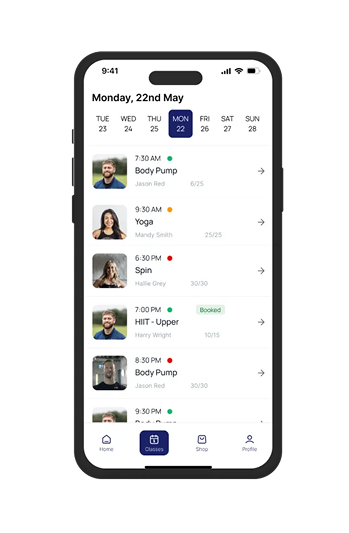 9:41
Monday, 22nd May
TUE WED THU MON FRI SAT SUN
23 24 25 22 26 27 28
7:30 AM
Body Pump
Jason Red 6/25
9:30 AM
Yoga
Mandy Smith 25/25
6:30 PM
Spin
Hallie Grey 30/30
7:00 PM Booked
HIIT - Upper
Harry Wright 10/15
8:30 PM
Body Pump
Jason Red 30/30
9:30 PM
Body Pump
Home Classes Shop Profile